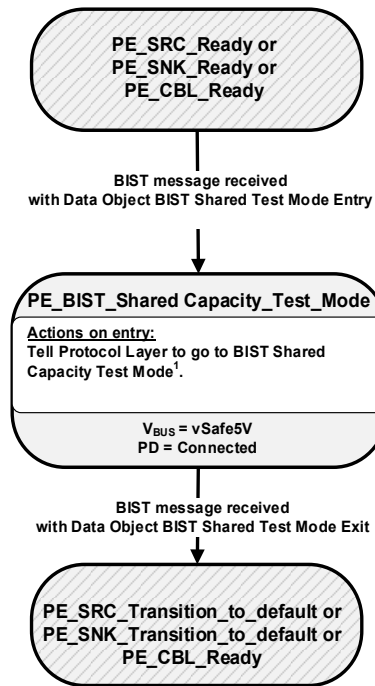 PE_SRC_Ready or
PE_SNK_Ready or
PE_CBL_Ready
BIST message received
with Data Object BIST Shared Test Mode Entry
PE_BIST_Shared Capacity_Test_Mode
Actions on entry:
Tell Protocol Layer to go to BIST Shared
Capacity Test Mode¹.
VBUS = vSafe5V
PD = Connected
BIST message received
with Data Object BIST Shared Test Mode Exit
PE_SRC_Transition_to_default or
PE_SNK_Transition_to_default or
PE_CBL_Ready